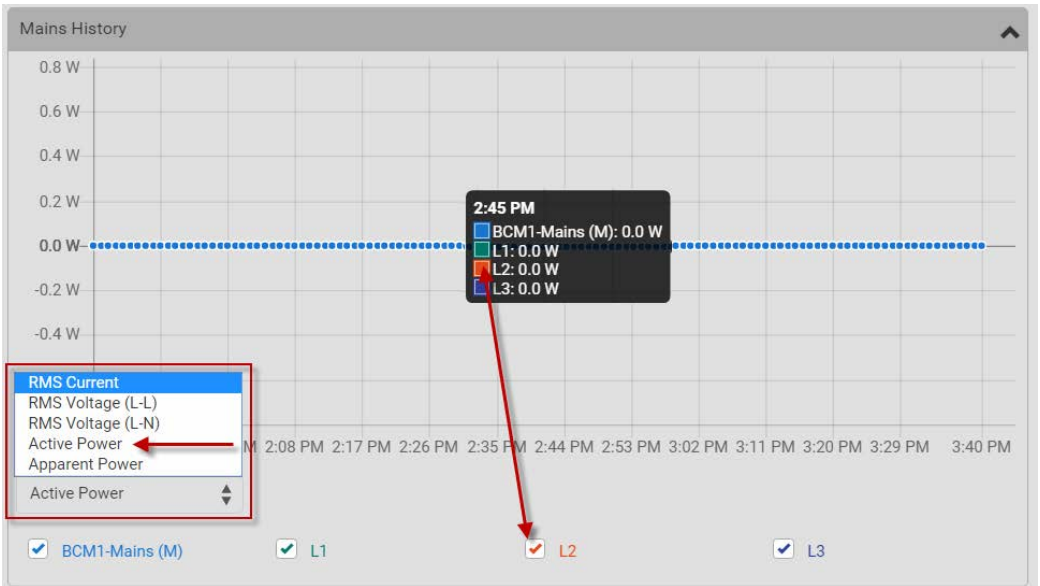 Mains History
0.8 W
0.6 W
0.4 W
0.2 W
0.0 W
-0.2 W
-0.4 W
2:45 PM
BCM1-Mains (M): 0.0 W
L1: 0.0 W
L2: 0.0 W
L3: 0.0 W
RMS Current
RMS Voltage (L-L)
RMS Voltage (L-N)
Active Power
Apparent Power
Active Power
M 2:08 PM 2:17 PM 2:26 PM 2:35 PM 2:44 PM 2:53 PM 3:02 PM 3:11 PM 3:20 PM 3:29 PM 3:40 PM
BCM1-Mains (M) L1 L2 L3